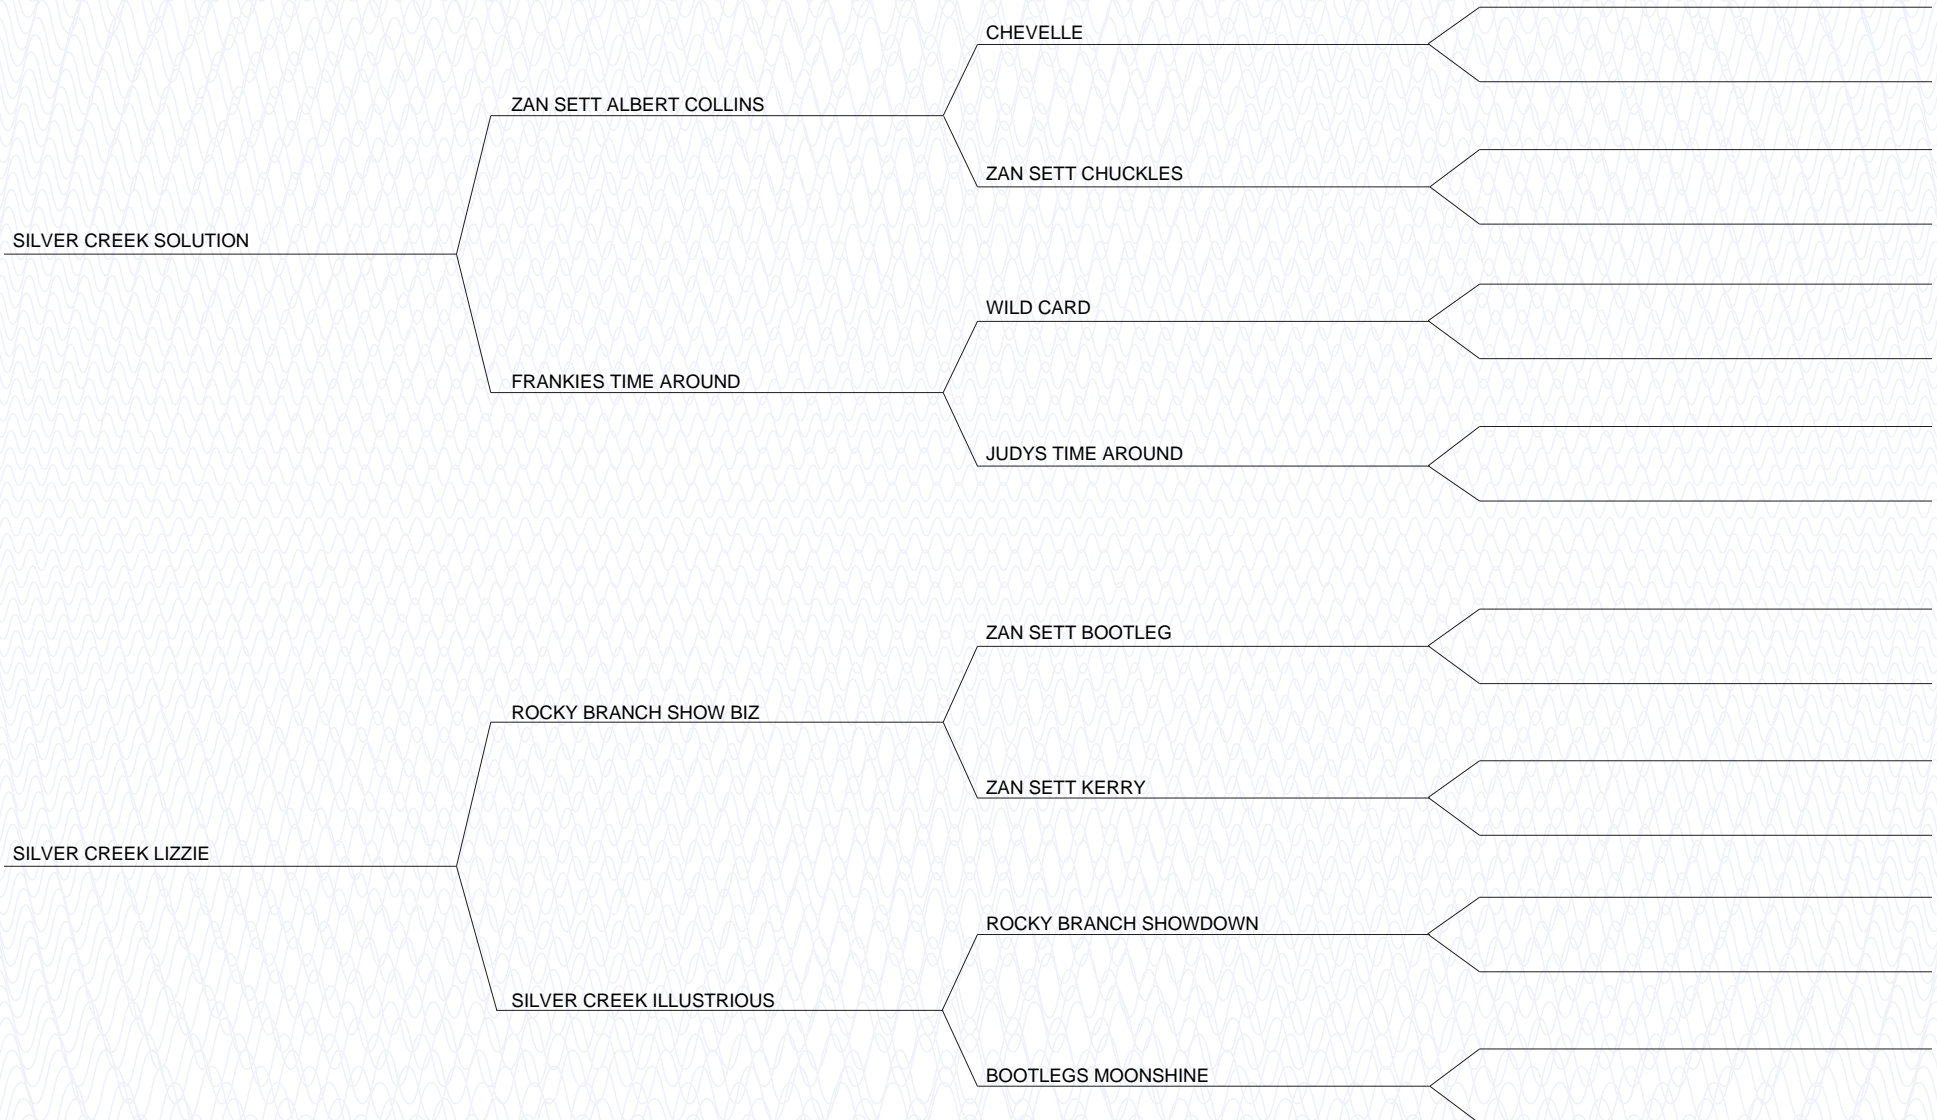 CHEVELLE
ZAN SETT ALBERT COLLINS
ZAN SETT CHUCKLES
SILVER CREEK SOLUTION
WILD CARD
FRANKIES TIME AROUND
JUDYS TIME AROUND
ZAN SETT BOOTLEG
ROCKY BRANCH SHOW BIZ
ZAN SETT KERRY
SILVER CREEK LIZZIE
ROCKY BRANCH SHOWDOWN
SILVER CREEK ILLUSTRIOUS
BOOTLEGS MOONSHINE